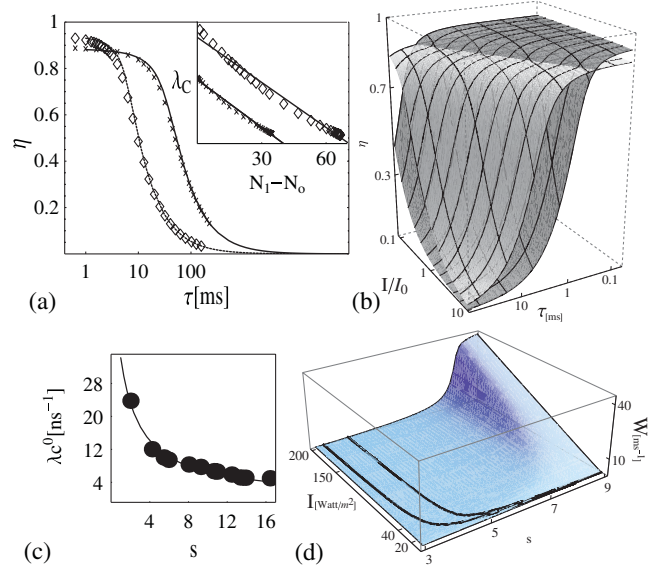 (a)
η
1
0.8
0.6
0.4
0.2
1 10 100
τ[ms]
λC
30 60
N1−No
(b)
1
0.7
0.4
0.1
η
I/I0
1
10
10 1 0.1
τ[ms]
(c)
λc0[ns−1]
28
20
12
4
4 8 12 16
s
(d)
200
150
I[Watt/m2]
40
20
3 5 7 9
s
W[ms-1]
40
10